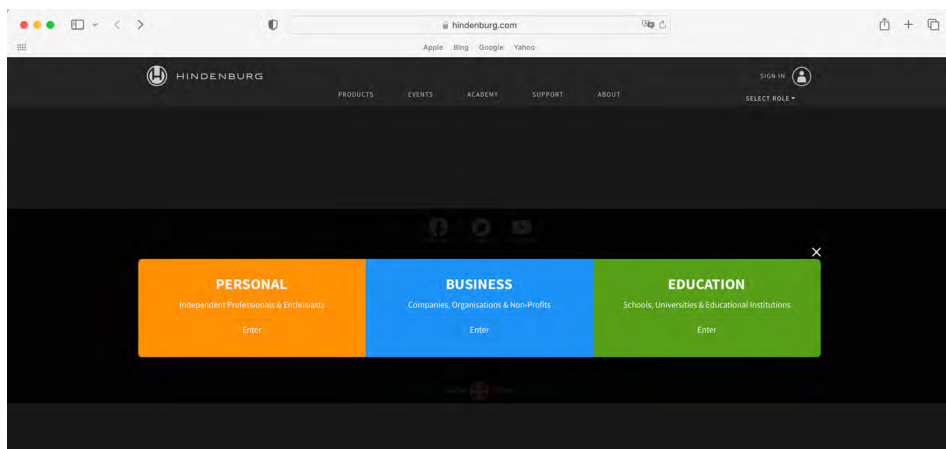 hindenburg.com
Apple Bing Google Yahoo
HINDENBURG
SIGN IN
PRODUCTS EVENTS ACADEMY SUPPORT ABOUT
SELECT ROLE
PERSONAL
Independent Professionals & Enthusiasts
Enter
BUSINESS
Companies, Organisations & Non-Profits
Enter
EDUCATION
Schools, Universities & Educational Institutions
Enter